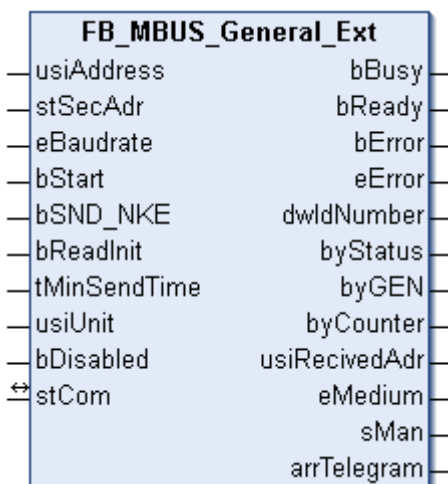 FB_MBUS_General_Ext
usiAddress bBusy
stSecAdr bReady
eBaudrate bError
bStart eError
bSND_NKE dwIdNumber
bReadInit byStatus
tMinSendTime byGEN
usiUnit byCounter
bDisabled usiRecivedAdr
stCom eMedium
sMan
arrTelegram